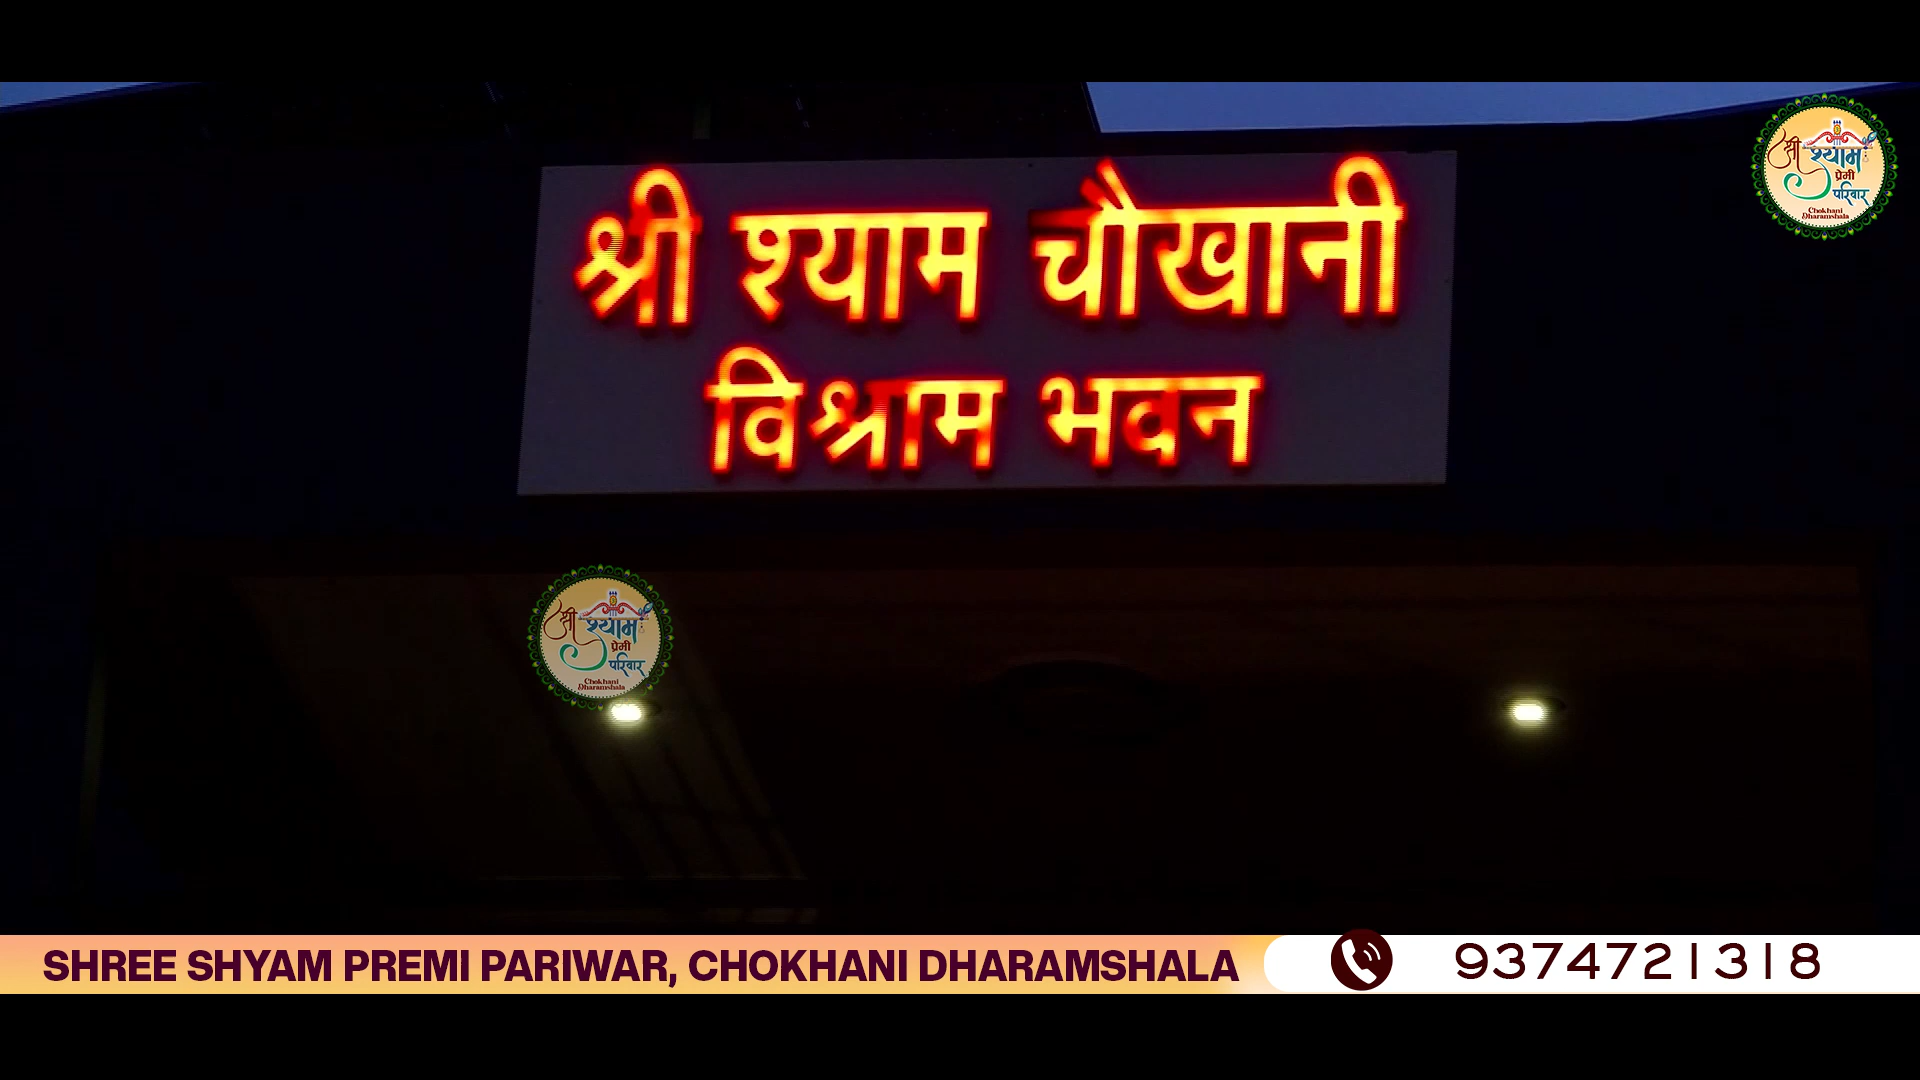 श्री श्याम चौखानी
विश्राम भवन
श्री श्याम
प्रेमी
परिवार
Chokhani
Dharamshala
श्री श्याम
प्रेमी
परिवार
Chokhani
Dharamshala
SHREE SHYAM PREMI PARIWAR, CHOKHANI DHARAMSHALA
9374721318